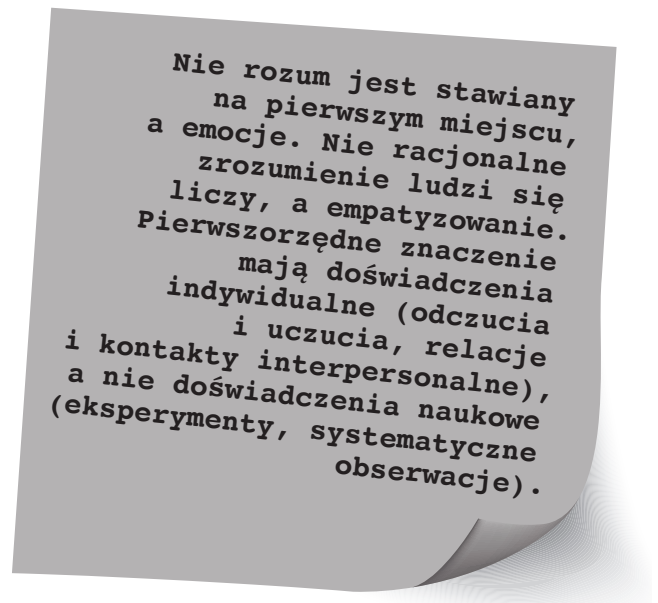 Nie rozum jest stawiany
na pierwszym miejscu,
a emocje. Nie racjonalne
zrozumienie ludzi się
liczy, a empatyzowanie.
Pierwszorzędne znaczenie
mają doświadczenia
indywidualne (odczucia
i uczucia, relacje
i kontakty interpersonalne),
a nie doświadczenia naukowe
(eksperymenty, systematyczne
obserwacje).